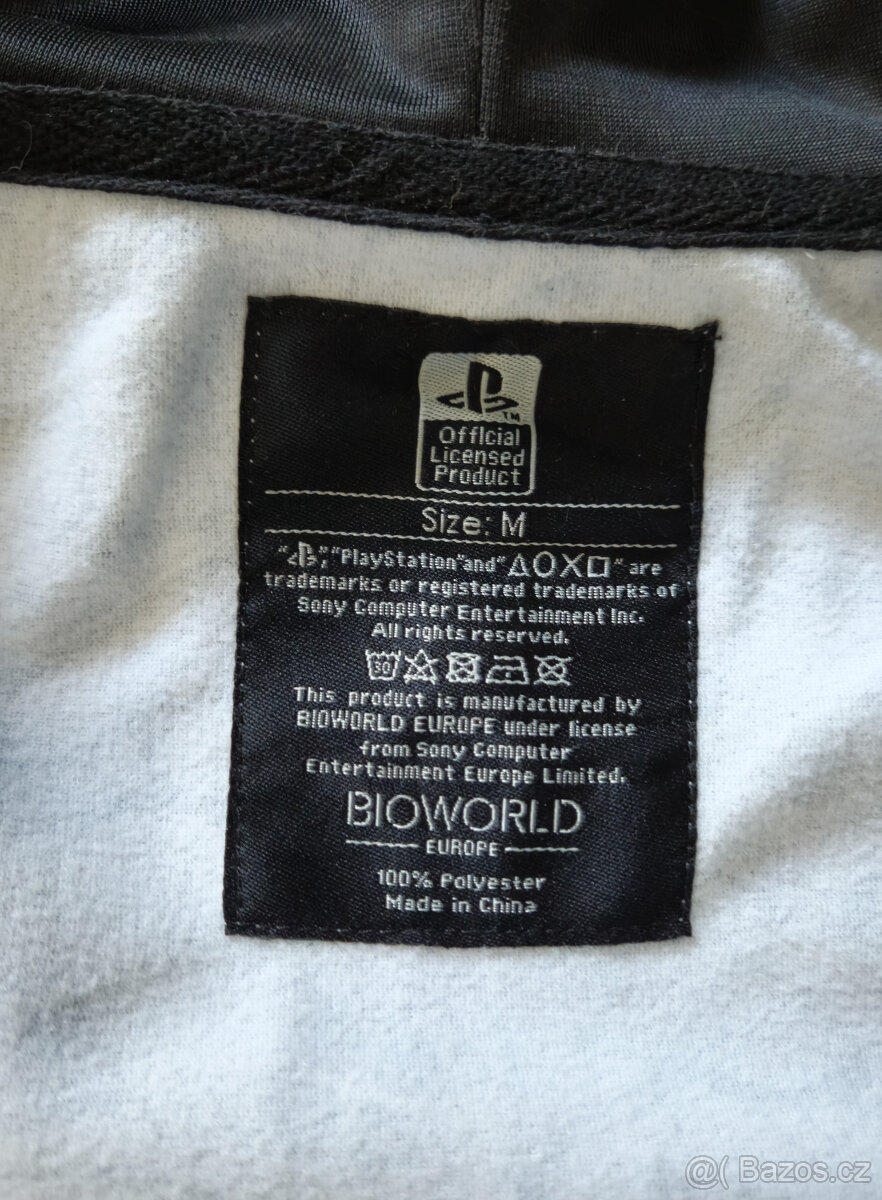 TM
Official
Licensed
Product
Size: M
"","PlayStation"and"△○X□" are
trademarks or registered trademarks of
Sony Computer Entertainment Inc.
All rights reserved.
30
This product is manufactured by
BIOWORLD EUROPE under license
from Sony Computer
Entertainment Europe Limited.
BIOWORLD
EUROPE
100% Polyester
Made in China
@( Bazos.cz